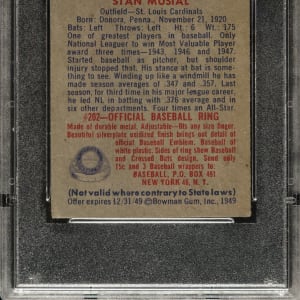 STAN MUSIAL
Outfield—St. Louis Cardinals
Born: Donora, Penna., November 21, 1920
Bats: Left Throws: Left Ht.: 6 Wt.: 175
One of greatest players in baseball. Only
National Leaguer to win Most Valuable Player
award three times—1943, 1946 and 1947.
Started baseball as pitcher, but shoulder
injury stopped that. His stance at bat is some-
thing to see. Winding up like a windmill he has
made season averages of .347 and .357. Last
season, for third time in his major league career,
he led NL in batting with .376 average and in
six other departments. Four times an All-Star.
#202—OFFICIAL BASEBALL RING
Made of durable metal. Adjustable—fits any size finger.
Beautiful silverplate oxidized finish brings out detail of
official Baseball Emblem. Baseball of
white plastic. Sides of ring show Baseball
and Crossed Bats design. Send only
15c and 3 Baseball wrappers to:
BASEBALL, P.O. BOX 461
NEW YORK 46, N. Y.
(Not valid where contrary to State laws)
Offer expires 12/31/49 ©Bowman Gum, Inc., 1949